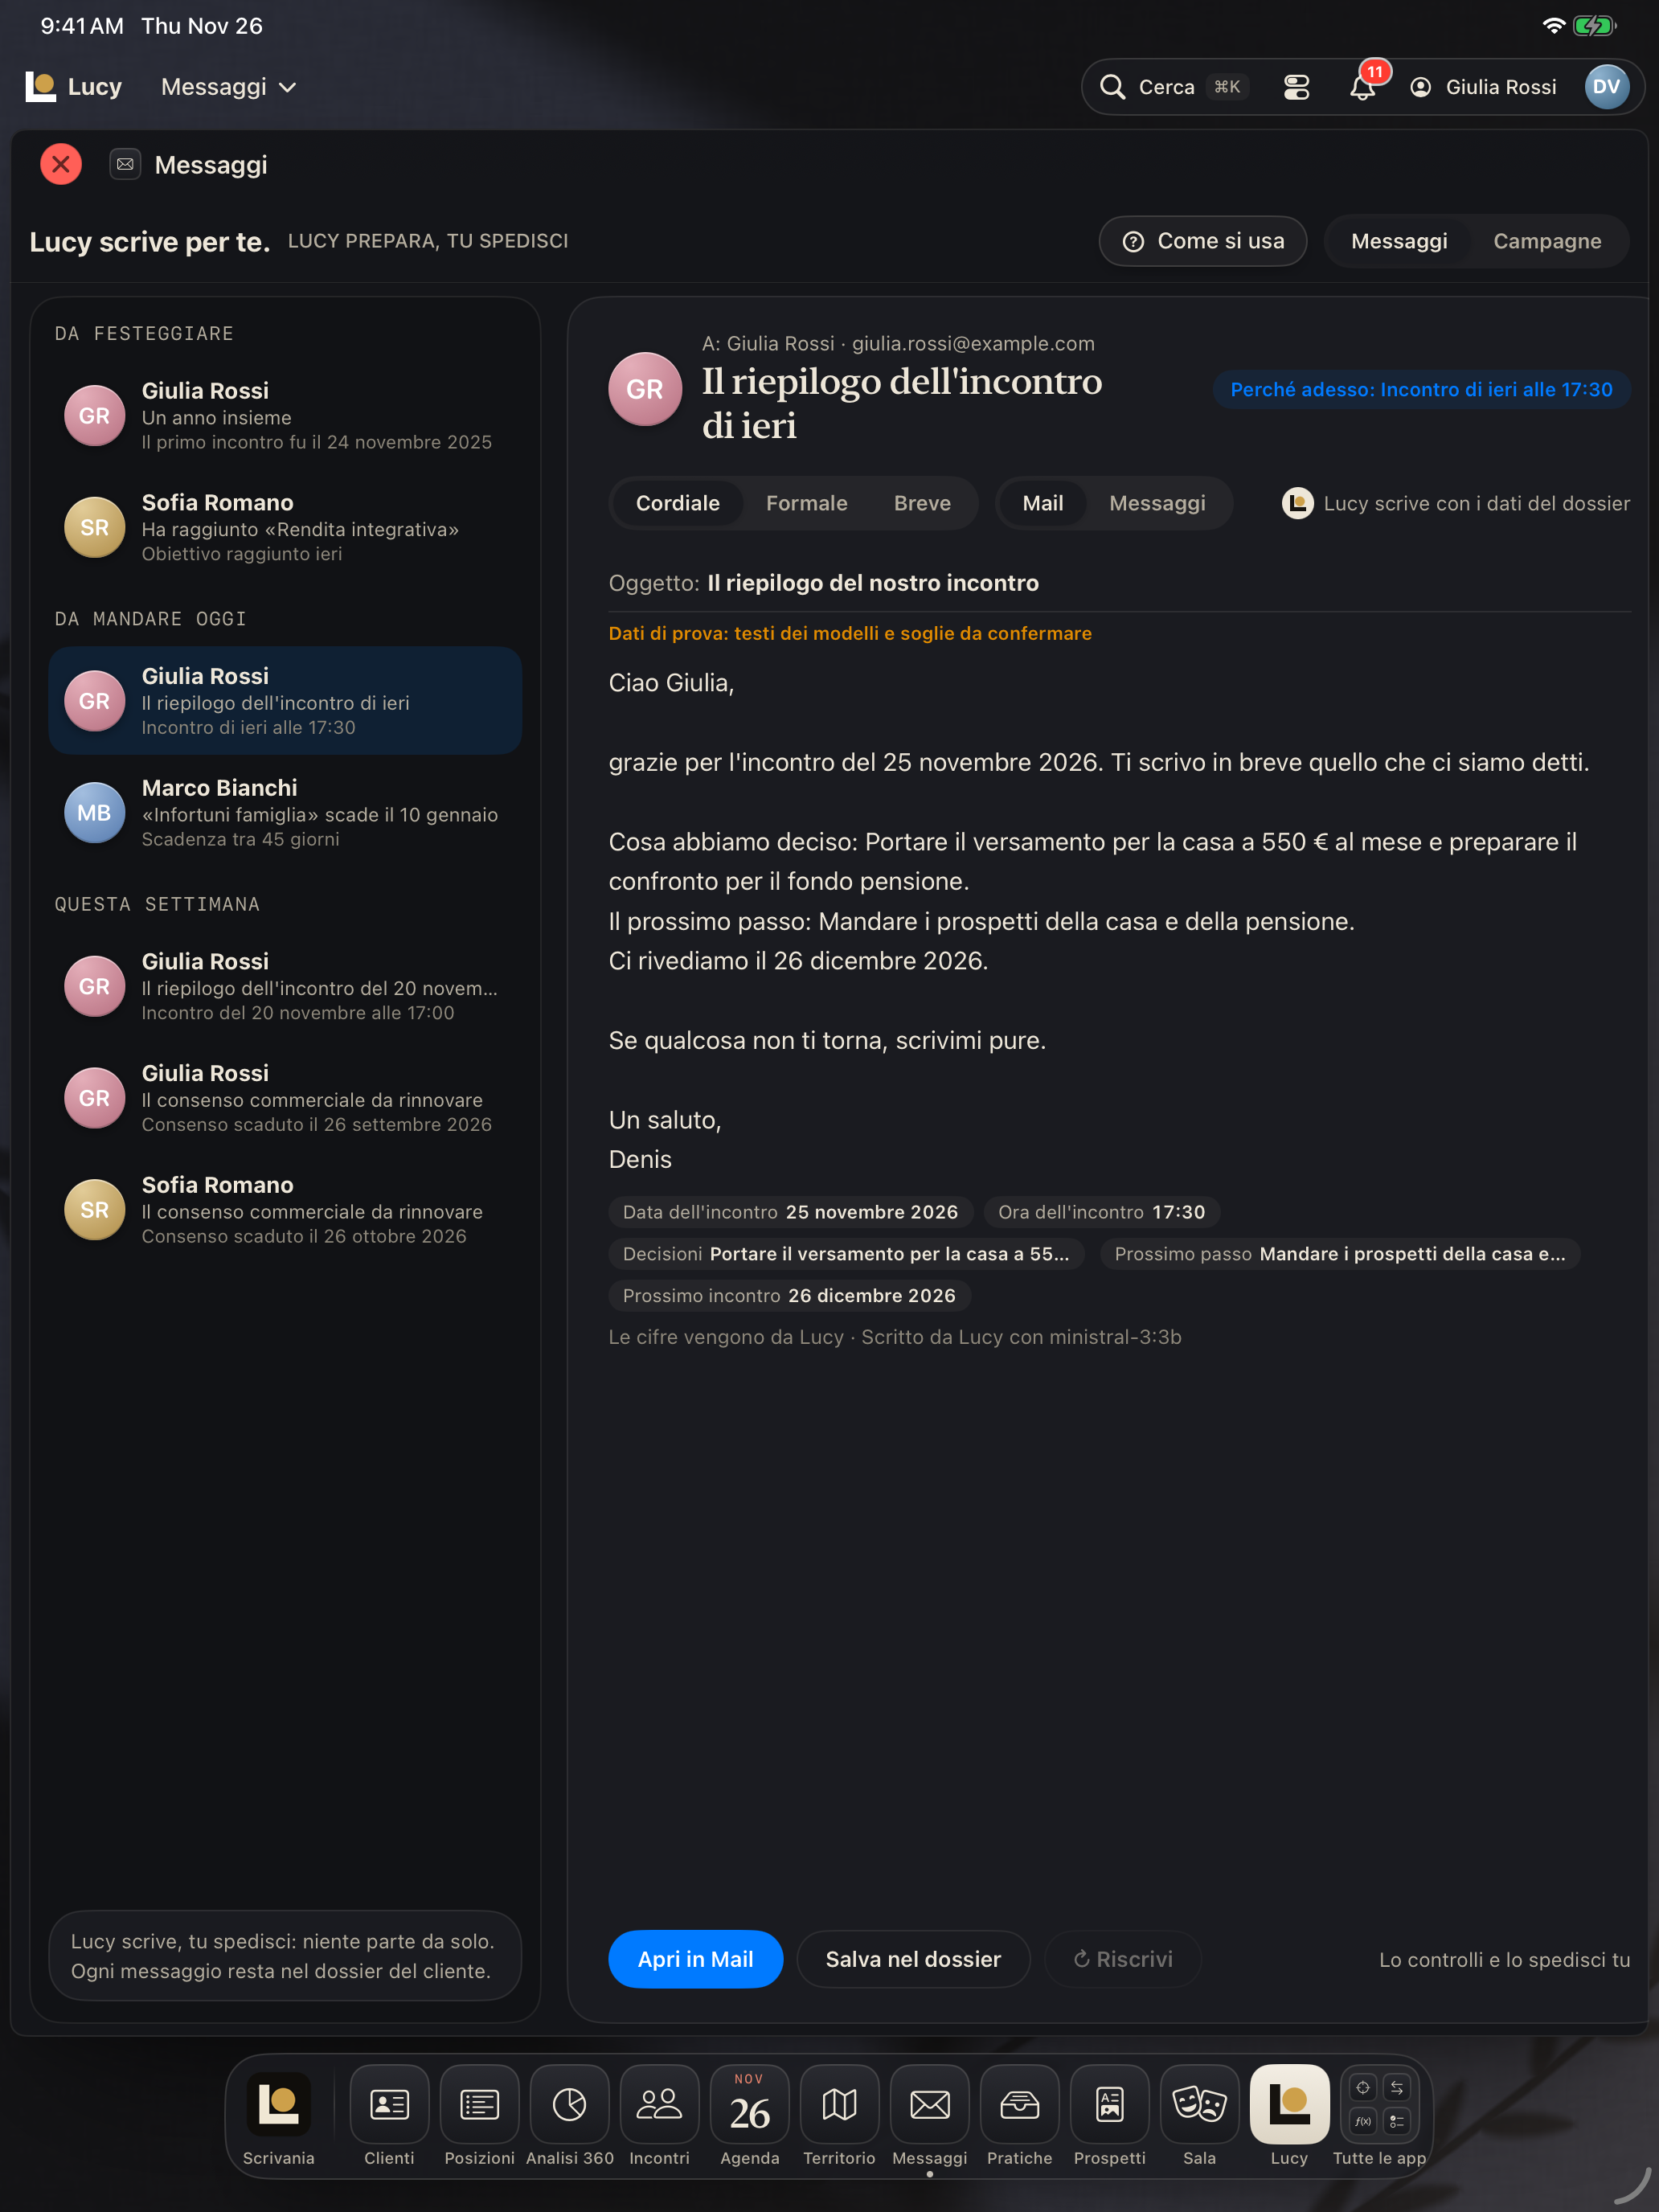 9:41 AM Thu Nov 26
Lucy
Messaggi
Cerca ⌘K
11
Giulia Rossi
DV
Messaggi
Lucy scrive per te.
LUCY PREPARA, TU SPEDISCI
Come si usa
Messaggi
Campagne
DA FESTEGGIARE
GR
Giulia Rossi
Un anno insieme
Il primo incontro fu il 24 novembre 2025
SR
Sofia Romano
Ha raggiunto «Rendita integrativa»
Obiettivo raggiunto ieri
DA MANDARE OGGI
GR
Giulia Rossi
Il riepilogo dell'incontro di ieri
Incontro di ieri alle 17:30
MB
Marco Bianchi
«Infortuni famiglia» scade il 10 gennaio
Scadenza tra 45 giorni
QUESTA SETTIMANA
GR
Giulia Rossi
Il riepilogo dell'incontro del 20 novem...
Incontro del 20 novembre alle 17:00
GR
Giulia Rossi
Il consenso commerciale da rinnovare
Consenso scaduto il 26 settembre 2026
SR
Sofia Romano
Il consenso commerciale da rinnovare
Consenso scaduto il 26 ottobre 2026
Lucy scrive, tu spedisci: niente parte da solo.
Ogni messaggio resta nel dossier del cliente.
GR
A: Giulia Rossi · giulia.rossi@example.com
Il riepilogo dell'incontro
di ieri
Perché adesso: Incontro di ieri alle 17:30
Cordiale
Formale
Breve
Mail
Messaggi
Lucy scrive con i dati del dossier
Oggetto: Il riepilogo del nostro incontro
Dati di prova: testi dei modelli e soglie da confermare
Ciao Giulia,
grazie per l'incontro del 25 novembre 2026. Ti scrivo in breve quello che ci siamo detti.
Cosa abbiamo deciso: Portare il versamento per la casa a 550 € al mese e preparare il
confronto per il fondo pensione.
Il prossimo passo: Mandare i prospetti della casa e della pensione.
Ci rivediamo il 26 dicembre 2026.
Se qualcosa non ti torna, scrivimi pure.
Un saluto,
Denis
Data dell'incontro 25 novembre 2026
Ora dell'incontro 17:30
Decisioni Portare il versamento per la casa a 55...
Prossimo passo Mandare i prospetti della casa e...
Prossimo incontro 26 dicembre 2026
Le cifre vengono da Lucy · Scritto da Lucy con ministral-3:3b
Apri in Mail
Salva nel dossier
Riscrivi
Lo controlli e lo spedisci tu
NOV
26
f(x)
Scrivania
Clienti
Posizioni
Analisi 360
Incontri
Agenda
Territorio
Messaggi
Pratiche
Prospetti
Sala
Lucy
Tutte le app